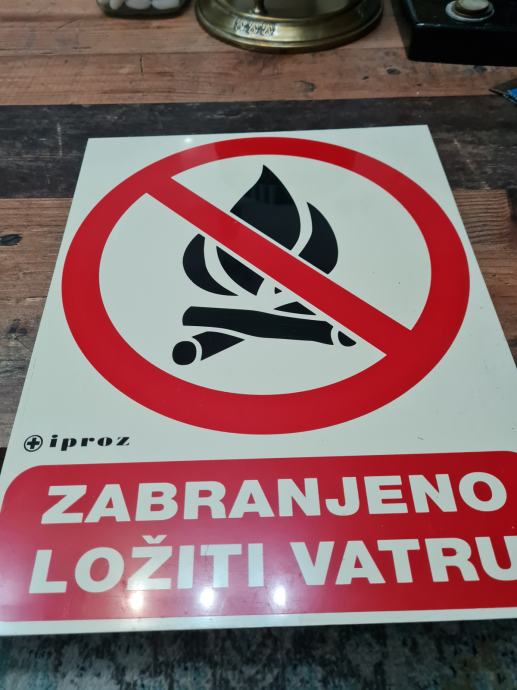 iproz
ZABRANJENO
LOŽITI VATRU